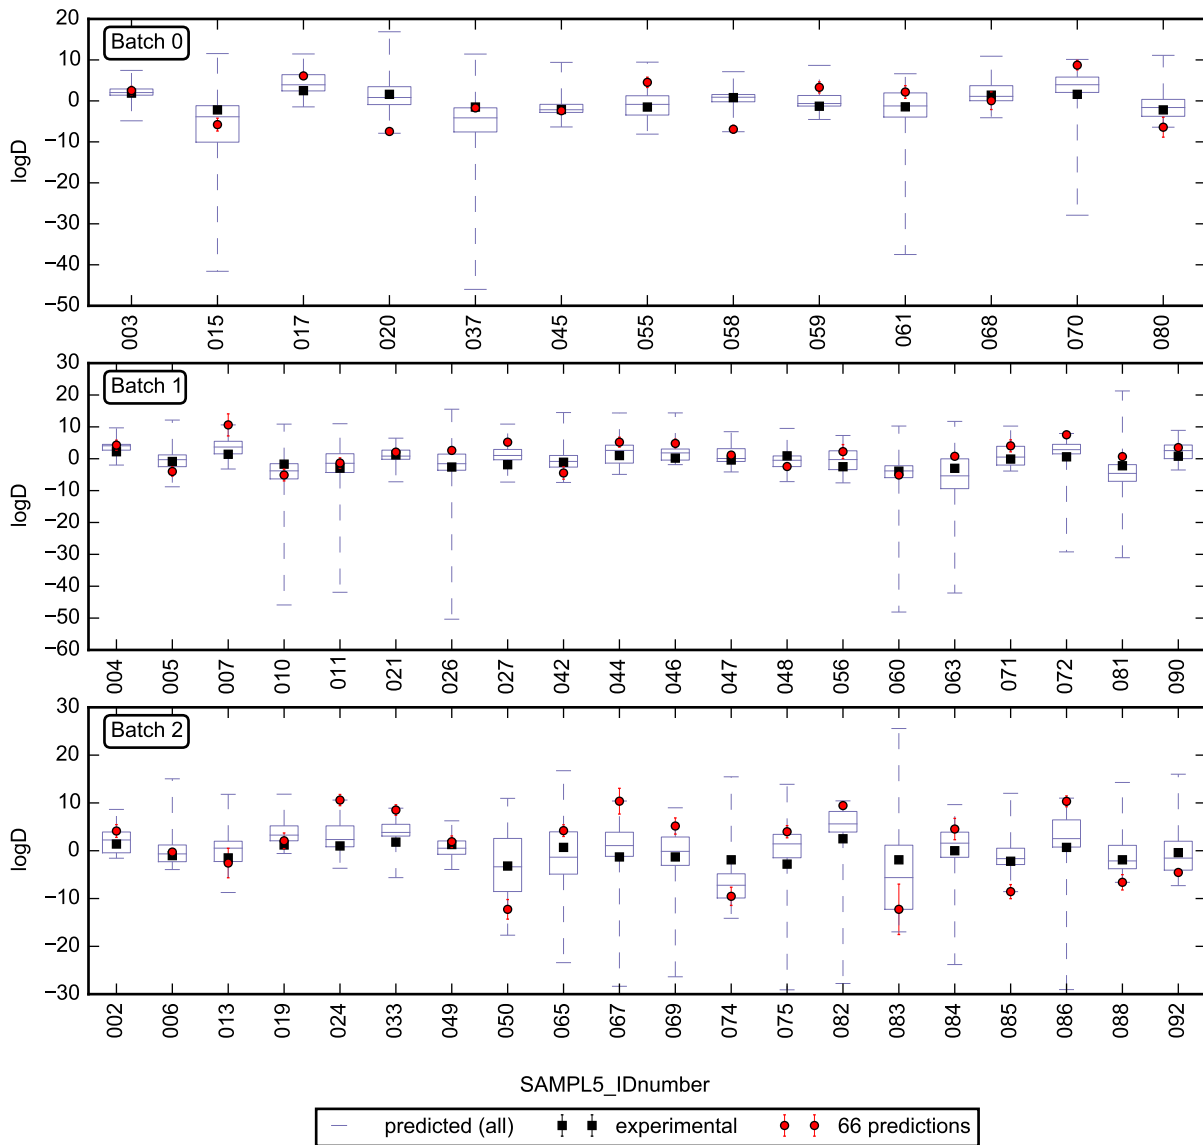 20
Batch 0
10
0
−10
−20
−30
−40
−50
logD
003 015 017 020 037 045 055 058 059 061 068 070 080
30
Batch 1
20
10
0
−10
−20
−30
−40
−50
−60
logD
004 005 007 010 011 021 026 027 042 044 046 047 048 056 060 063 071 072 081 090
30
Batch 2
20
10
0
−10
−20
−30
logD
002 006 013 019 024 033 049 050 065 067 069 074 075 082 083 084 085 086 088 092
SAMPL5_IDnumber
predicted (all) experimental 66 predictions